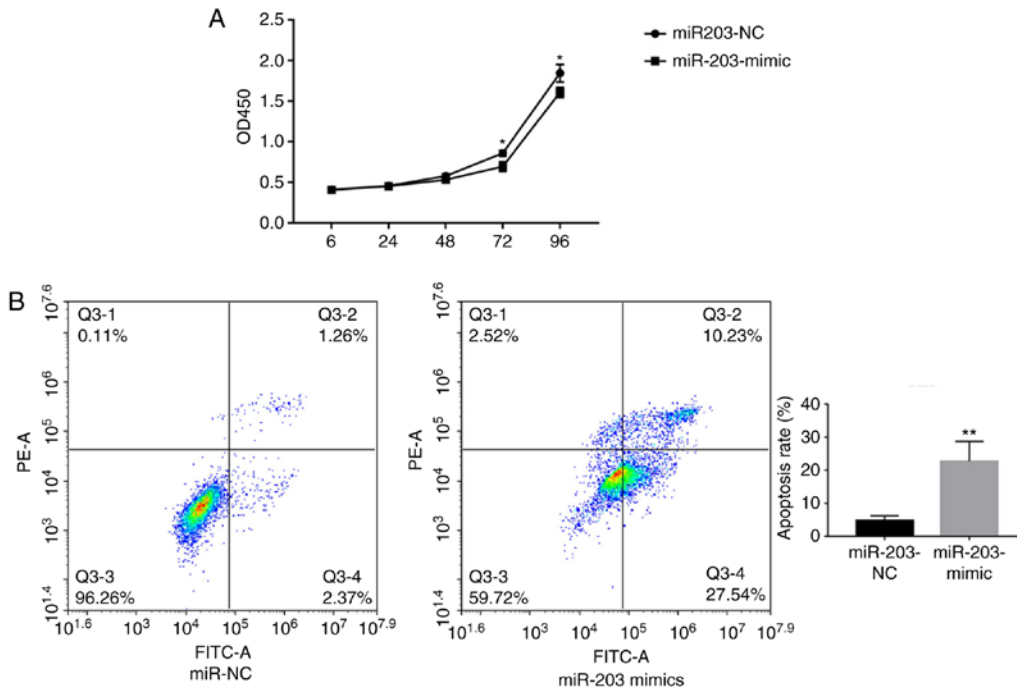 A
2.5
2.0
1.5
1.0
0.5
0.0
OD450
6 24 48 72 96
*
*
miR203-NC
miR-203-mimic
B
10^7.6
10^6
10^5
10^4
10^3
10^1.4
PE-A
Q3-1
0.11%
Q3-2
1.26%
Q3-3
96.26%
Q3-4
2.37%
10^1.6 10^4 10^5 10^6 10^7.9
FITC-A
miR-NC
10^7.6
10^6
10^5
10^4
10^3
10^1.4
PE-A
Q3-1
2.52%
Q3-2
10.23%
Q3-3
59.72%
Q3-4
27.54%
10^1.6 10^3 10^4 10^5 10^6 10^7.9
FITC-A
miR-203 mimics
Apoptosis rate (%)
40
30
20
10
0
**
miR-203-
NC
miR-203-
mimic